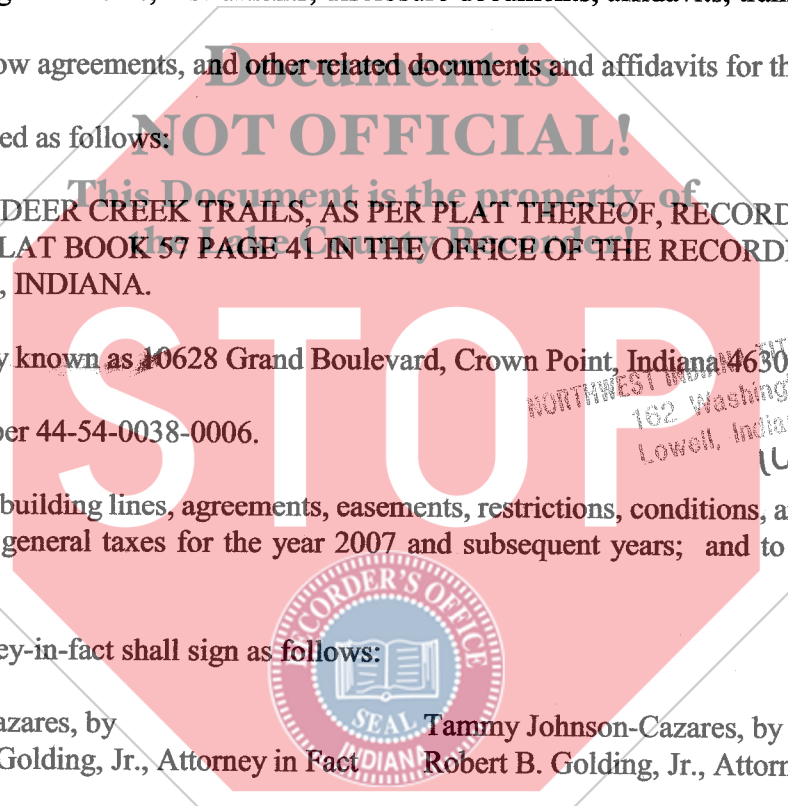 ow agreements, and other related documents and affidavits for th
Document is
ed as follows:
NOT OFFICIAL!
This Document is the property of
DEER CREEK TRAILS, AS PER PLAT THEREOF, RECORD
the Lake County Recorder!
LAT BOOK 57 PAGE 41 IN THE OFFICE OF THE RECORD
, INDIANA.
STOP
y known as 10628 Grand Boulevard, Crown Point, Indiana 4630
NORTHWEST INDIANA TIT
162 Washing
Lowell, India
er 44-54-0038-0006.
building lines, agreements, easements, restrictions, conditions, a
general taxes for the year 2007 and subsequent years; and to
RECORDER'S OFFICE
SEAL
INDIANA
ey-in-fact shall sign as follows:
azares, by
Golding, Jr., Attorney in Fact
Tammy Johnson-Cazares, by
Robert B. Golding, Jr., Attorn